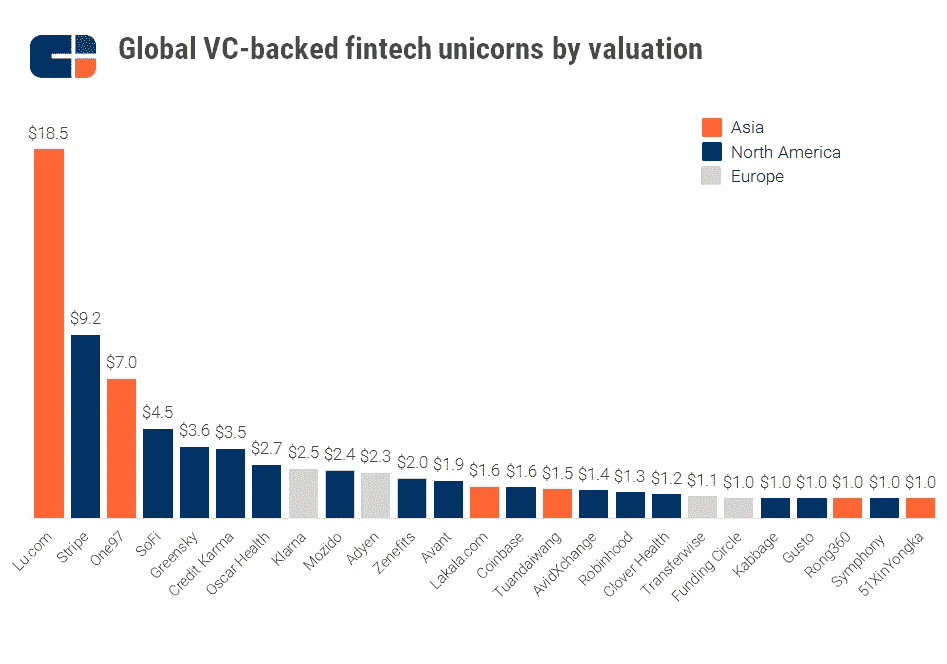 Global VC-backed fintech unicorns by valuation
Asia
North America
Europe
$18.5
$9.2
$7.0
$4.5
$3.6
$3.5
$2.7
$2.5
$2.4
$2.3
$2.0
$1.9
$1.6
$1.6
$1.5
$1.4
$1.3
$1.2
$1.1
$1.0
$1.0
$1.0
$1.0
$1.0
$1.0
Lu.com
Stripe
One97
SoFi
Greensky
Credit Karma
Oscar Health
Klarna
Mozido
Adyen
Zenefits
Avant
Lakala.com
Coinbase
Tuandaiwang
AvidXchange
Robinhood
Clover Health
Transferwise
Funding Circle
Kabbage
Gusto
Rong360
Symphony
51XinYongka